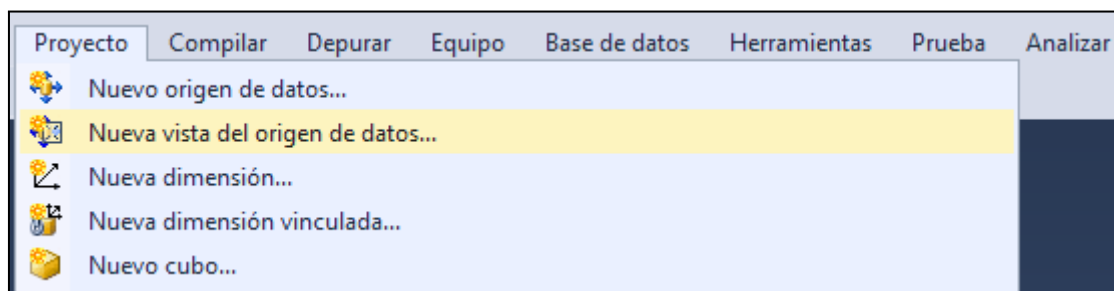 Proyecto Compilar Depurar Equipo Base de datos Herramientas Prueba Analizar
Nuevo origen de datos...
Nueva vista del origen de datos...
Nueva dimensión...
Nueva dimensión vinculada...
Nuevo cubo...